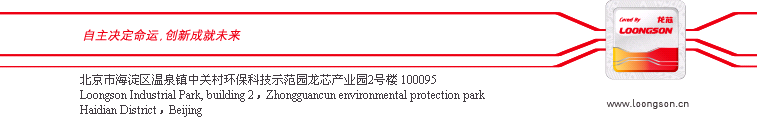 自主决定命运,创新成就未来
Cored By 龙芯
LOONGSON
北京市海淀区温泉镇中关村环保科技示范园龙芯产业园2号楼 100095
Loongson Industrial Park, building 2，Zhongguancun environmental protection park
Haidian District，Beijing
www.loongson.cn